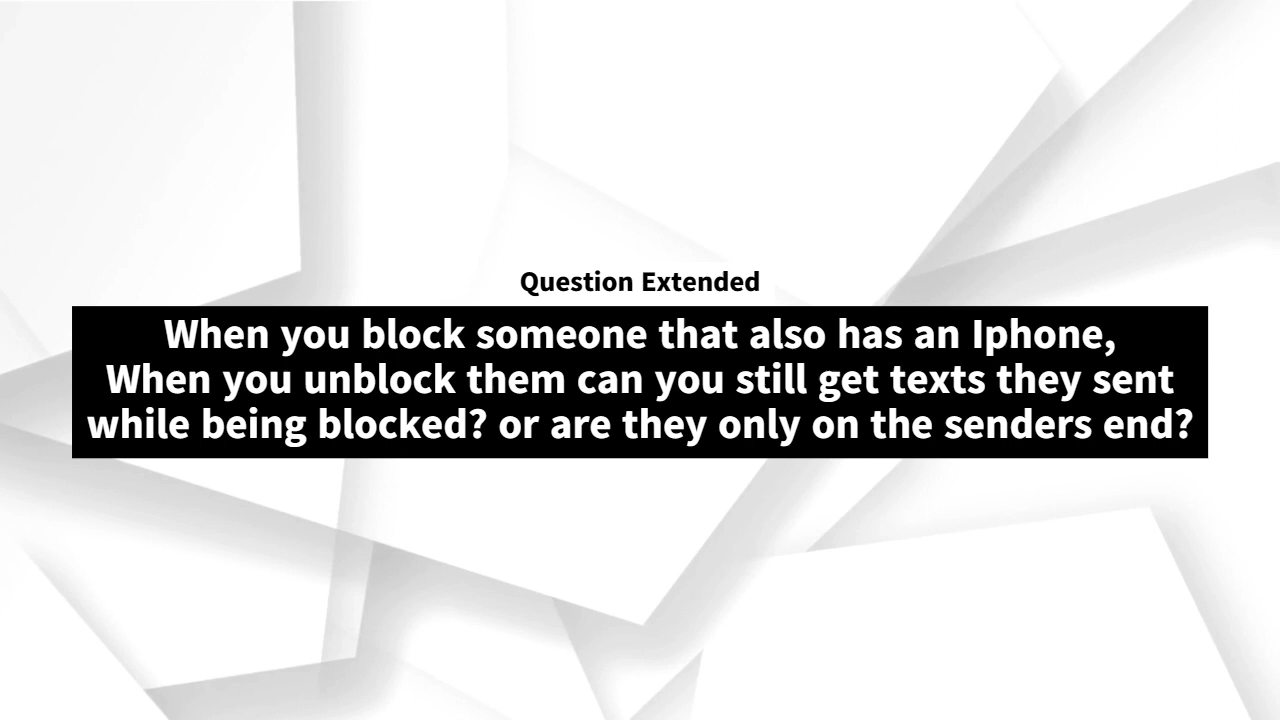 Question Extended
When you block someone that also has an Iphone,
When you unblock them can you still get texts they sent
while being blocked? or are they only on the senders end?